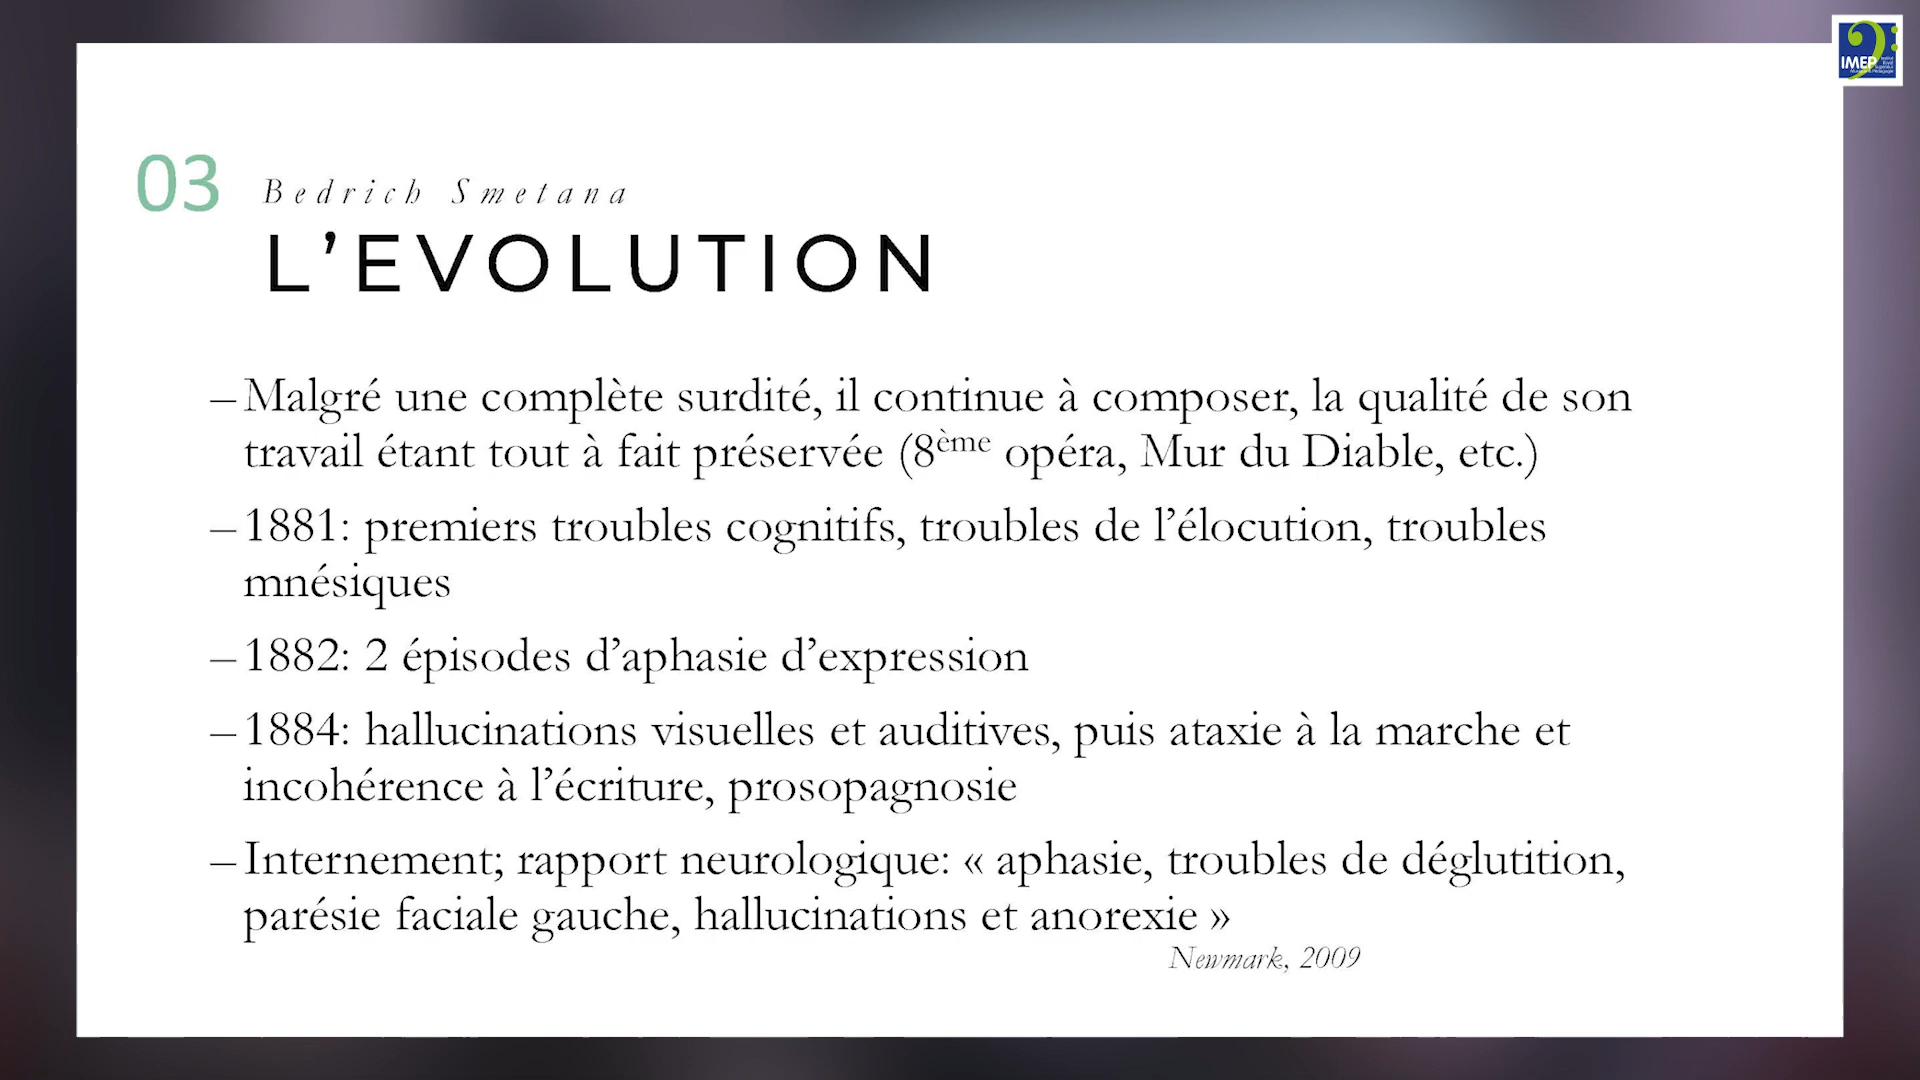 IMEP
03
Bedrich Smetana
L’EVOLUTION
– Malgré une complète surdité, il continue à composer, la qualité de son
travail étant tout à fait préservée (8ème opéra, Mur du Diable, etc.)
– 1881: premiers troubles cognitifs, troubles de l’élocution, troubles
mnésiques
– 1882: 2 épisodes d’aphasie d’expression
– 1884: hallucinations visuelles et auditives, puis ataxie à la marche et
incohérence à l’écriture, prosopagnosie
– Internement; rapport neurologique: « aphasie, troubles de déglutition,
parésie faciale gauche, hallucinations et anorexie »
Newmark, 2009